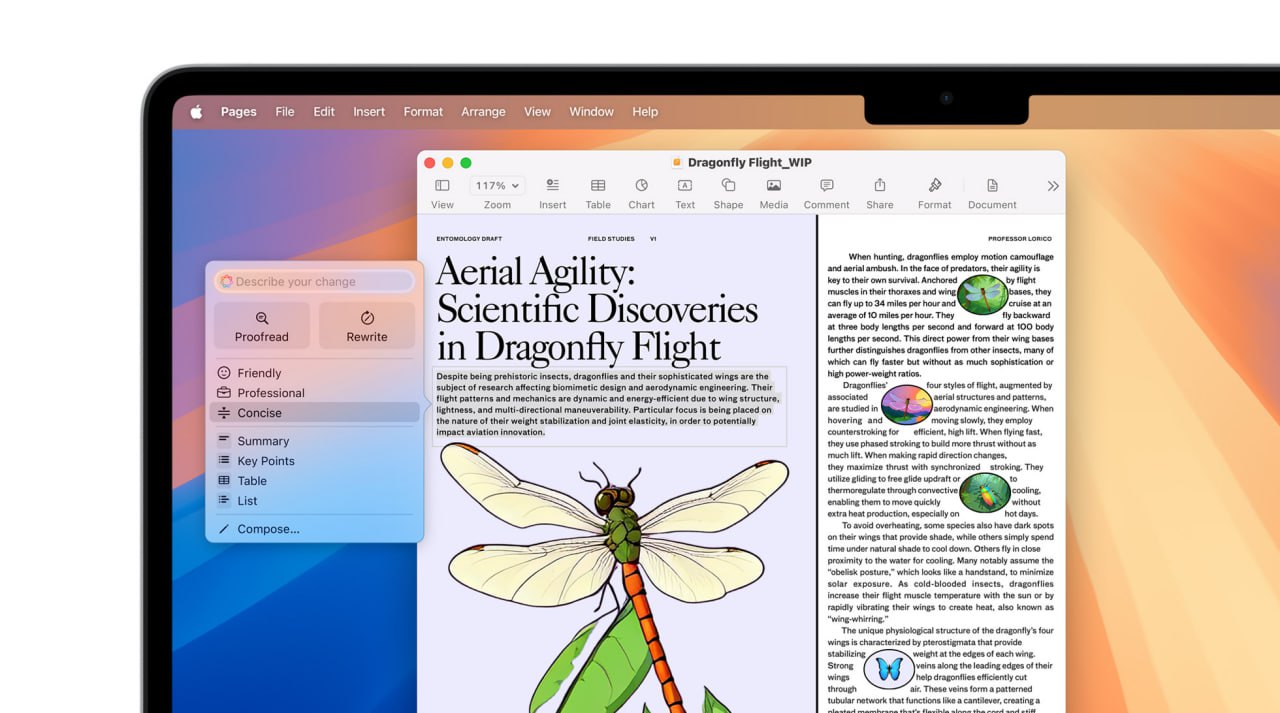 Pages File Edit Insert Format Arrange View Window Help
Dragonfly Flight_WIP
117%
View Zoom Insert Table Chart Text Shape Media Comment Share Format Document
ENTOMOLOGY DRAFT FIELD STUDIES V1 PROFESSOR LORICO
Describe your change
Proofread Rewrite
Friendly
Professional
Concise
Summary
Key Points
Table
List
Compose...
Aerial Agility:
Scientific Discoveries
in Dragonfly Flight
Despite being prehistoric insects, dragonflies and their sophisticated wings are the
subject of research affecting biomimetic design and aerodynamic engineering. Their
flight patterns and mechanics are dynamic and energy-efficient due to wing structure,
lightness, and multi-directional maneuverability. Particular focus is being placed on
the nature of their weight stabilization and joint elasticity, in order to potentially
impact aviation innovation.
When hunting, dragonflies employ motion camouflage
and aerial ambush. In the face of predators, their agility is
key to their own survival. Anchored by flight
muscles in their thoraxes and wing bases, they
can fly up to 34 miles per hour and cruise at an
average of 10 miles per hour. They fly backward
at three body lengths per second and forward at 100 body
lengths per second. This direct power from their wing bases
further distinguishes dragonflies from other insects, many of
which can fly faster but without as much sophistication or
high power-weight ratios.
Dragonflies' four styles of flight, augmented by
associated aerial structures and patterns,
are studied in aerodynamic engineering. When
hovering and moving slowly, they employ
counterstroking for efficient, high lift. When flying fast,
they use phased stroking to build more thrust without as
much lift. When making rapid direction changes,
they maximize thrust with synchronized stroking. They
utilize gliding to free glide updraft or to
thermoregulate through convective cooling,
enabling them to move quickly without
extra heat production, especially on hot days.
To avoid overheating, some species also have dark spots
on their wings that provide shade, while others simply spend
time under natural shade to cool down. Others fly in close
proximity to the water for cooling. Many notably assume the
“obelisk posture,” which looks like a handstand, to minimize
solar exposure. As cold-blooded insects, dragonflies
increase their flight muscle temperature with the sun or by
rapidly vibrating their wings to create heat, also known as
“wing-whirring.”
The unique physiological structure of the dragonfly's four
wings is characterized by pterostigmata that provide
stabilizing weight at the edges of each wing.
Strong veins along the leading edges of their
wings help dragonflies efficiently cut
through air. These veins form a patterned
tubular network that functions like a cantilever, creating a
pleated membrane that's flexible along the cord and stiff